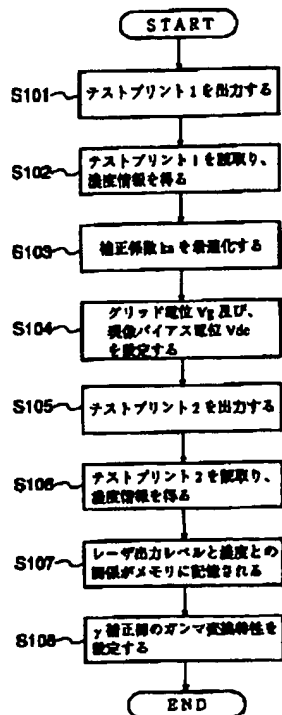 START
S101
テストプリント1を出力する
S102
テストプリント1を読取り、
濃度情報を得る
S103
補正係数kaを最適化する
S104
グリッド電位Vg及び、
現像バイアス電位Vdc
を設定する
S105
テストプリント2を出力する
S106
テストプリント2を読取り、
濃度情報を得る
S107
レーザ出力レベルと濃度との
関係がメモリに記憶される
S108
γ補正部のガンマ変換特性を
設定する
END